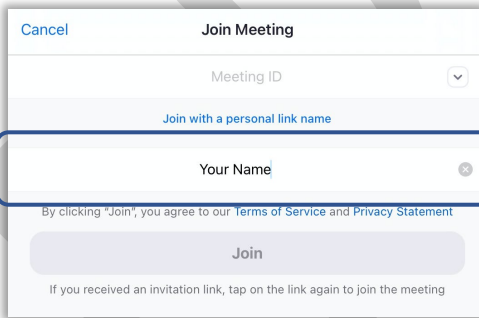 Cancel Join Meeting
Meeting ID
Join with a personal link name
Your Name
By clicking "Join", you agree to our Terms of Service and Privacy Statement
Join
If you received an invitation link, tap on the link again to join the meeting